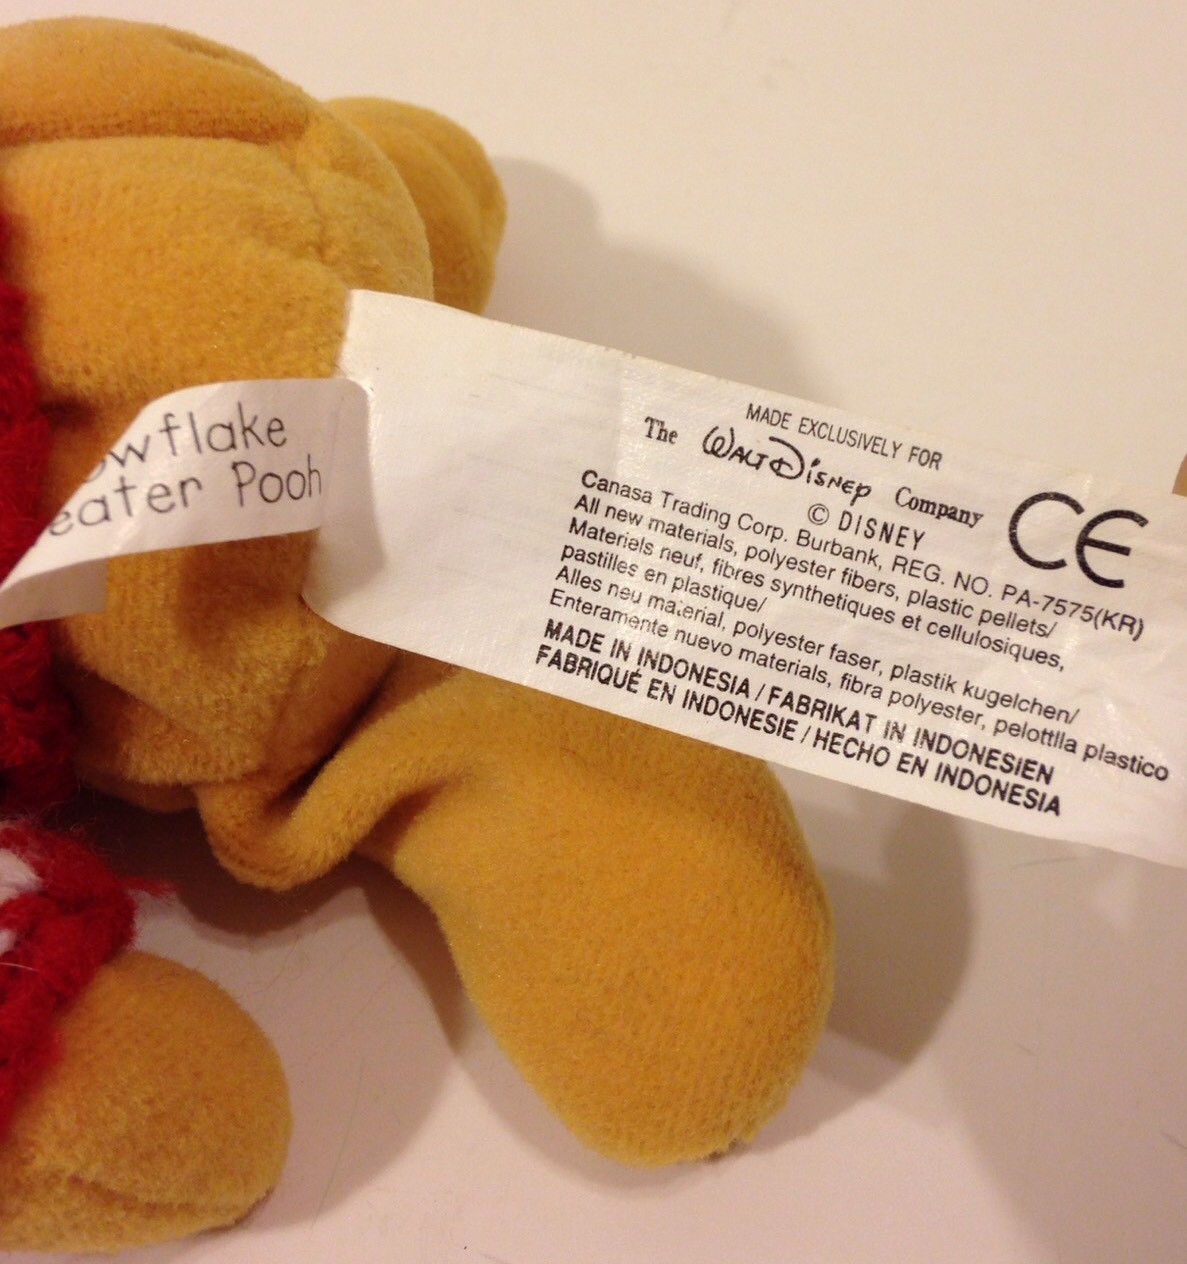 owflake
eater Pooh
MADE EXCLUSIVELY FOR
The WALT DISNEY Company
© DISNEY
CE
Canasa Trading Corp. Burbank, REG. NO. PA-7575(KR)
All new materials, polyester fibers, plastic pellets/
Materiels neuf, fibres synthetiques et cellulosiques,
pastilles en plastique/
Alles neu material, polyester faser, plastik kugelchen/
Enteramente nuevo materials, fibra polyester, pelottlla plastico
MADE IN INDONESIA / FABRIKAT IN INDONESIEN
FABRIQUÉ EN INDONESIE / HECHO EN INDONESIA